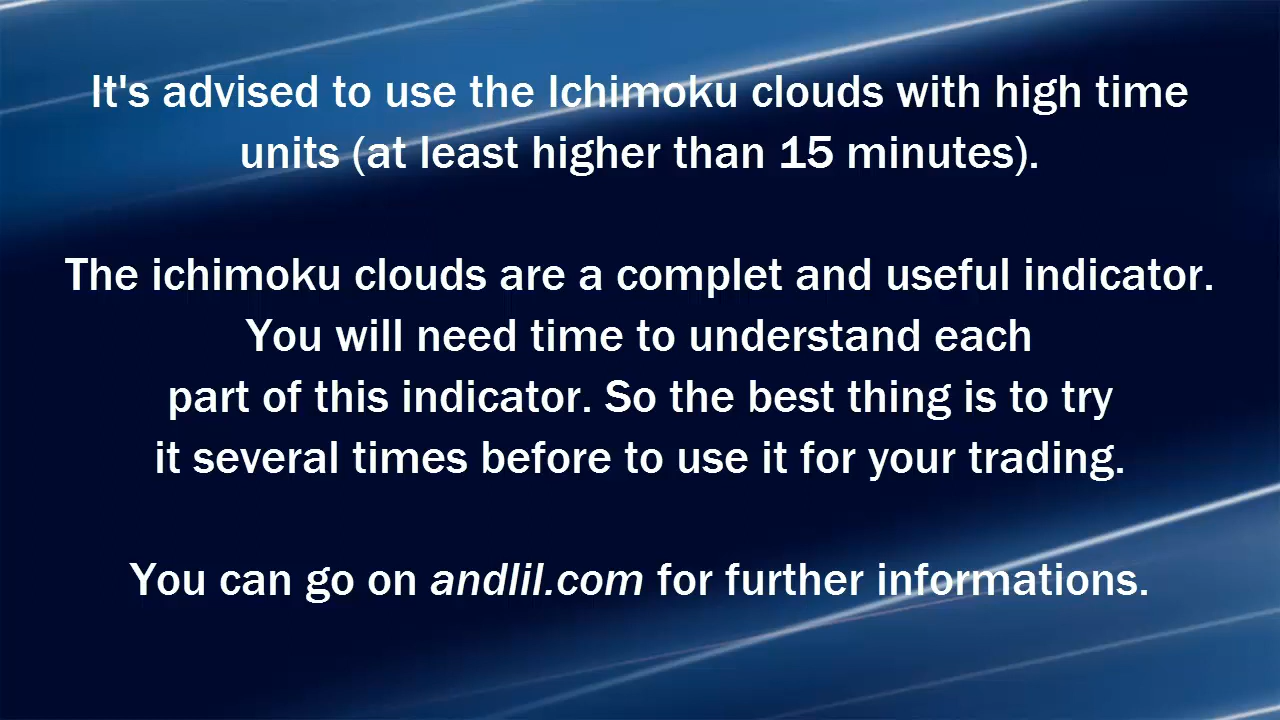 It's advised to use the Ichimoku clouds with high time
units (at least higher than 15 minutes).
The ichimoku clouds are a complet and useful indicator.
You will need time to understand each
part of this indicator. So the best thing is to try
it several times before to use it for your trading.
You can go on andlil.com for further informations.